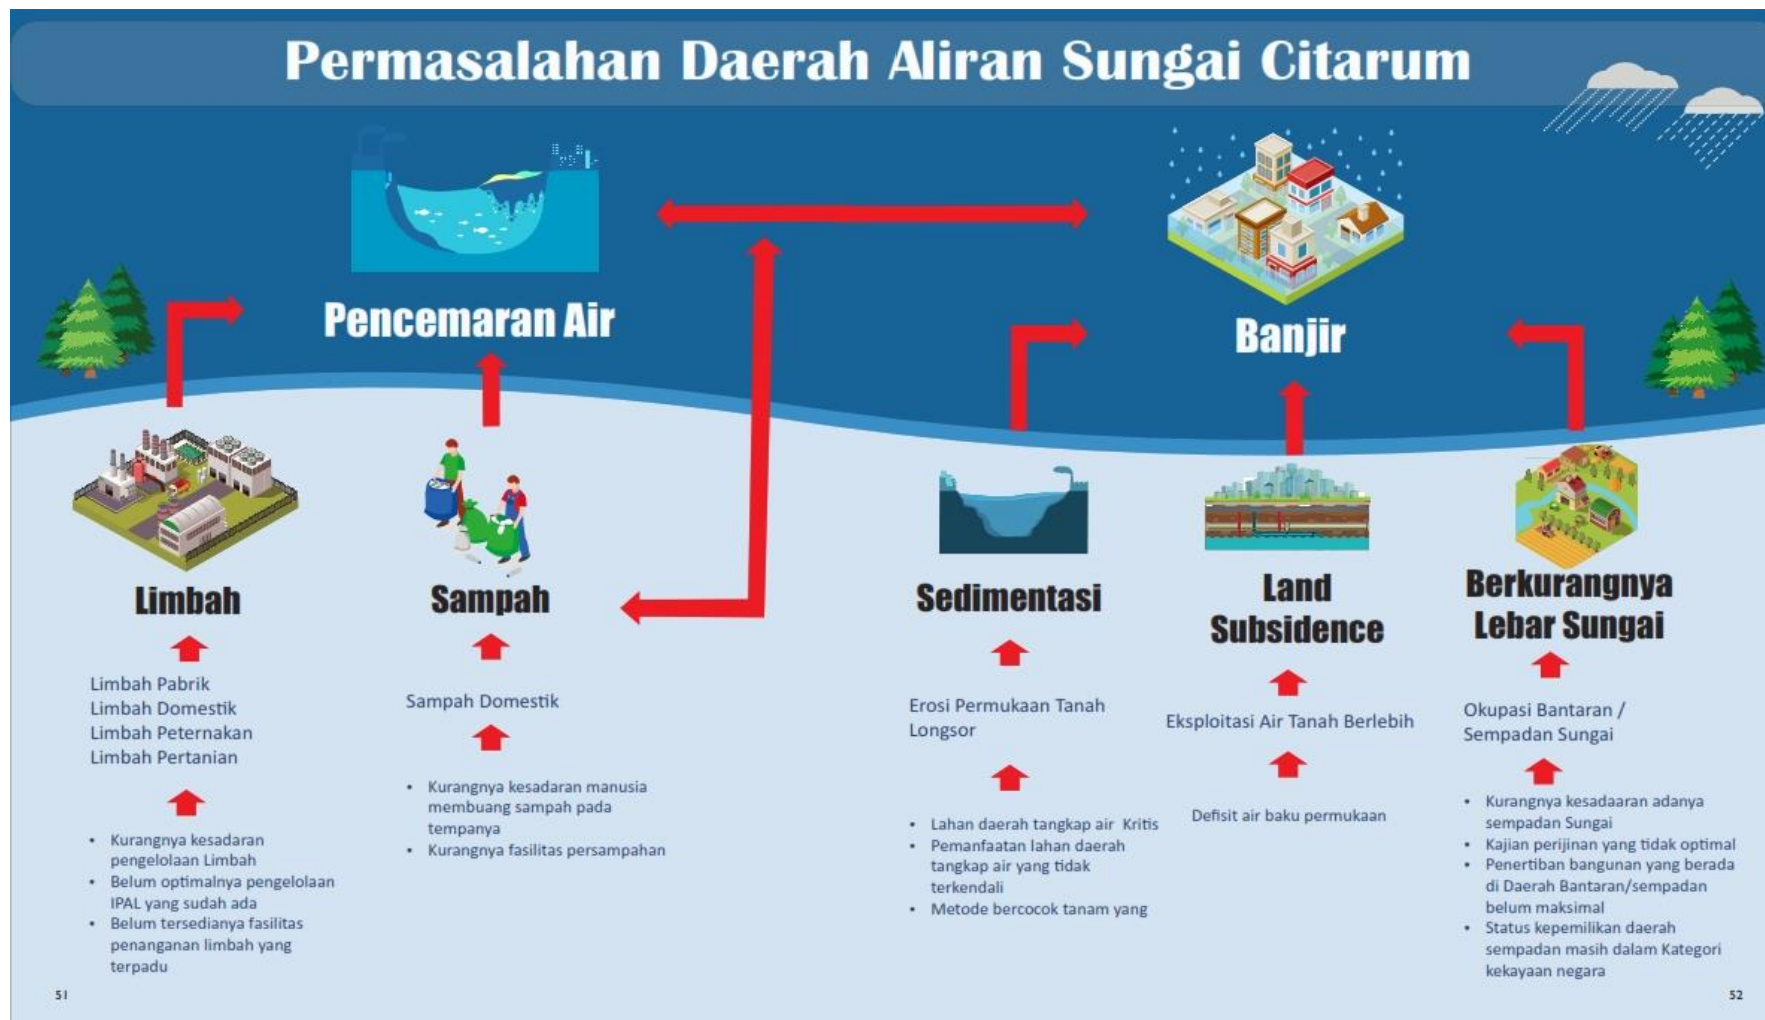 Permasalahan Daerah Aliran Sungai Citarum
Pencemaran Air
Banjir
Limbah
Limbah Pabrik
Limbah Domestik
Limbah Peternakan
Limbah Pertanian
• Kurangnya kesadaran
pengelolaan Limbah
• Belum optimalnya pengelolaan
IPAL yang sudah ada
• Belum tersedianya fasilitas
penanganan limbah yang
terpadu
Sampah
Sampah Domestik
• Kurangnya kesadaran manusia
membuang sampah pada
tempanya
• Kurangnya fasilitas persampahan
Sedimentasi
Erosi Permukaan Tanah
Longsor
• Lahan daerah tangkap air Kritis
• Pemanfaatan lahan daerah
tangkap air yang tidak
terkendali
• Metode bercocok tanam yang
Land
Subsidence
Eksploitasi Air Tanah Berlebih
Defisit air baku permukaan
Berkurangnya
Lebar Sungai
Okupasi Bantaran /
Sempadan Sungai
• Kurangnya kesadaaran adanya
sempadan Sungai
• Kajian perijinan yang tidak optimal
• Penertiban bangunan yang berada
di Daerah Bantaran/sempadan
belum maksimal
• Status kepemilikan daerah
sempadan masih dalam Kategori
kekayaan negara
51
52